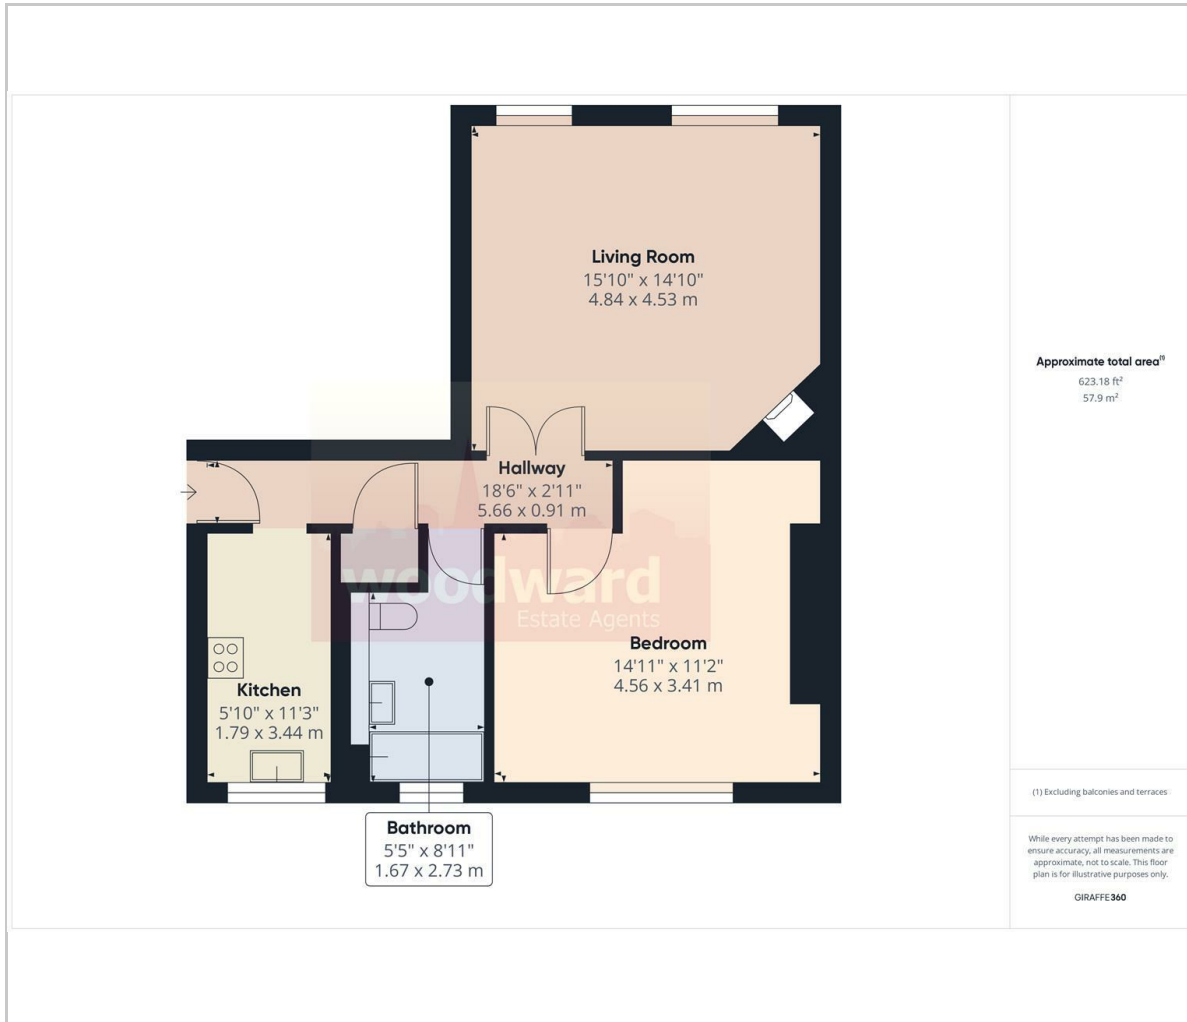 Living Room
15'10" x 14'10"
4.84 x 4.53 m
Hallway
18'6" x 2'11"
5.66 x 0.91 m
woodward
Estate Agents
Bedroom
14'11" x 11'2"
4.56 x 3.41 m
Kitchen
5'10" x 11'3"
1.79 x 3.44 m
Bathroom
5'5" x 8'11"
1.67 x 2.73 m
Approximate total area(1)
623.18 ft²
57.9 m²
(1) Excluding balconies and terraces
While every attempt has been made to
ensure accuracy, all measurements are
approximate, not to scale. This floor
plan is for illustrative purposes only.
GIRAFFE360